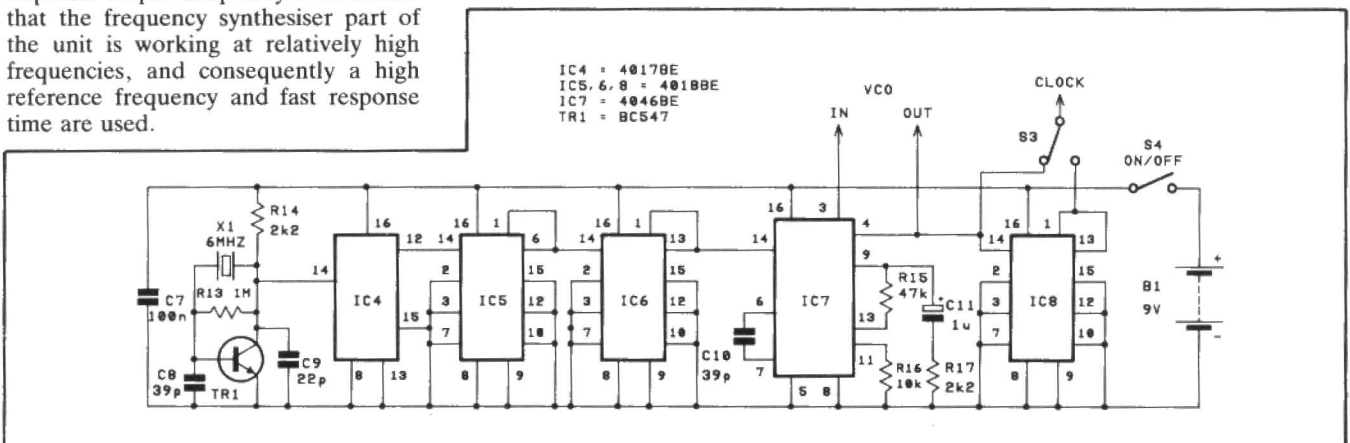 that the frequency synthesiser part of
the unit is working at relatively high
frequencies, and consequently a high
reference frequency and fast response
time are used.
IC4 = 4017BE
IC5,6,8 = 4018BE
IC7 = 4046BE
TR1 = BC547
VCO
IN OUT
CLOCK
S3
S4
ON/OFF
R14
2k2
X1
6MHZ
R13 1M
C7
100n
C8
39p
TR1
C9
22p
14 16 12 15 8 13
IC4
14 16 1 6 2 15 3 12 7 10 8 9
IC5
14 16 1 13 2 15 3 12 7 10 8 9
IC6
C10
39p
16 3 4 14 9 6 13 7 11 5 8
IC7
R15
47k
C11
+
1u
R16
10k
R17
2k2
16 1 14 13 2 15 3 12 7 10 8 9
IC8
+
B1
9V
-